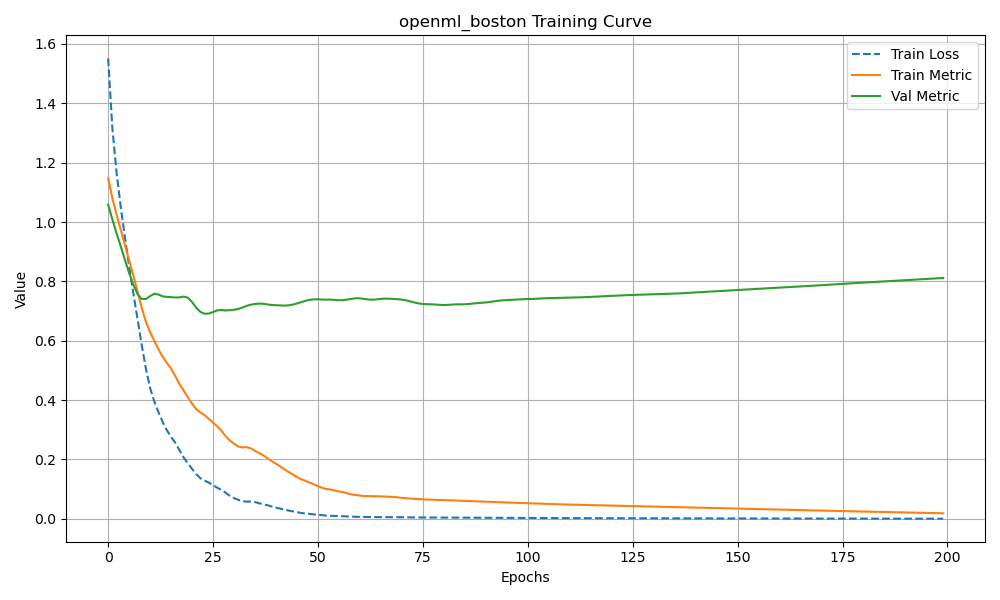 openml_boston Training Curve
Train Loss
Train Metric
Val Metric
1.6
1.4
1.2
1.0
0.8
0.6
0.4
0.2
0.0
Value
0 25 50 75 100 125 150 175 200
Epochs